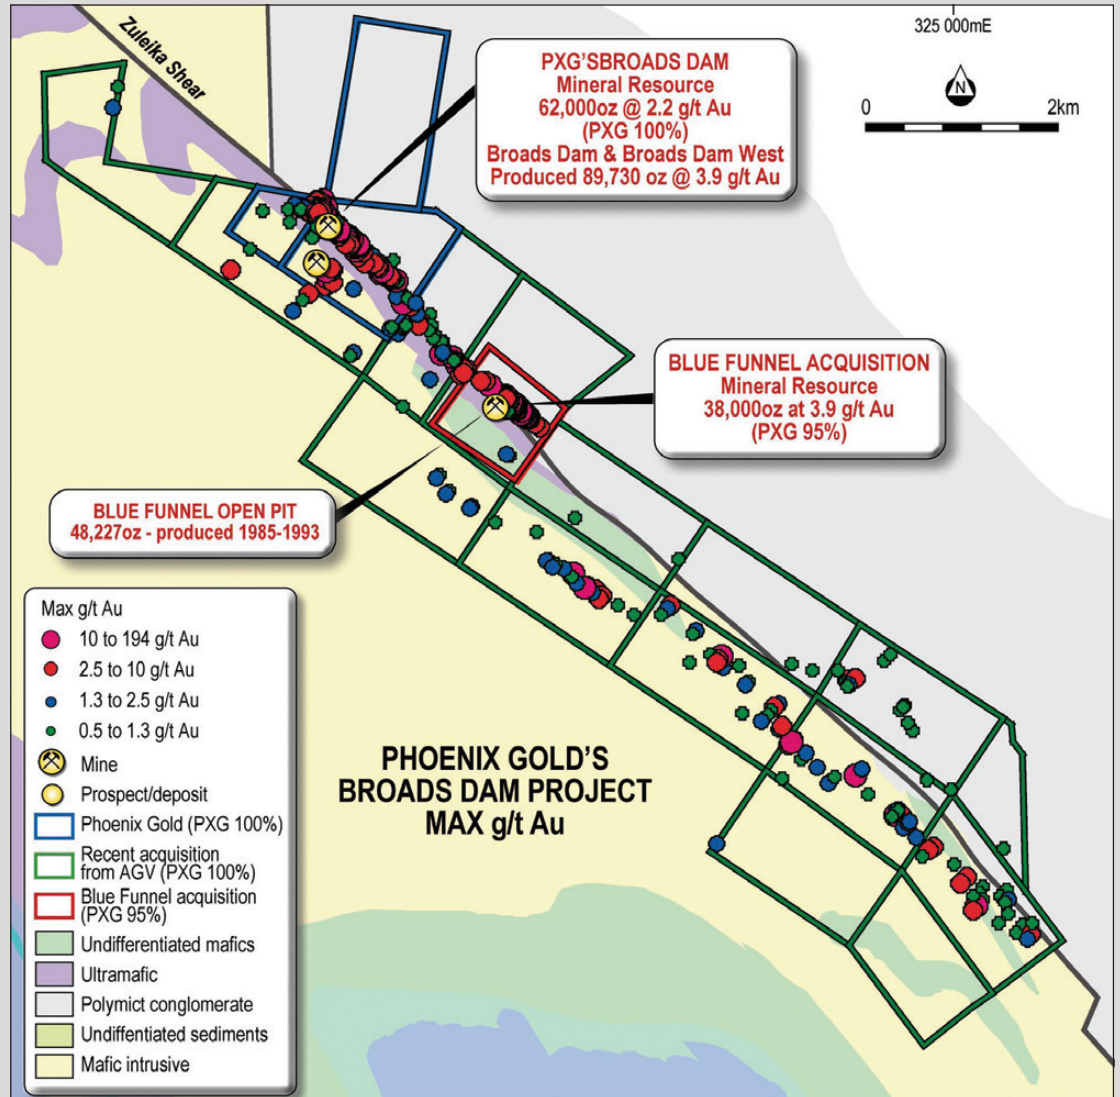 Zuleika Shear
325 000mE
N
0 2km
PXG'SBROADS DAM
Mineral Resource
62,000oz @ 2.2 g/t Au
(PXG 100%)
Broads Dam & Broads Dam West
Produced 89,730 oz @ 3.9 g/t Au
BLUE FUNNEL ACQUISITION
Mineral Resource
38,000oz at 3.9 g/t Au
(PXG 95%)
BLUE FUNNEL OPEN PIT
48,227oz - produced 1985-1993
PHOENIX GOLD'S
BROADS DAM PROJECT
MAX g/t Au
Max g/t Au
10 to 194 g/t Au
2.5 to 10 g/t Au
1.3 to 2.5 g/t Au
0.5 to 1.3 g/t Au
Mine
Prospect/deposit
Phoenix Gold (PXG 100%)
Recent acquisition
from AGV (PXG 100%)
Blue Funnel acquisition
(PXG 95%)
Undifferentiated mafics
Ultramafic
Polymict conglomerate
Undiffentiated sediments
Mafic intrusive